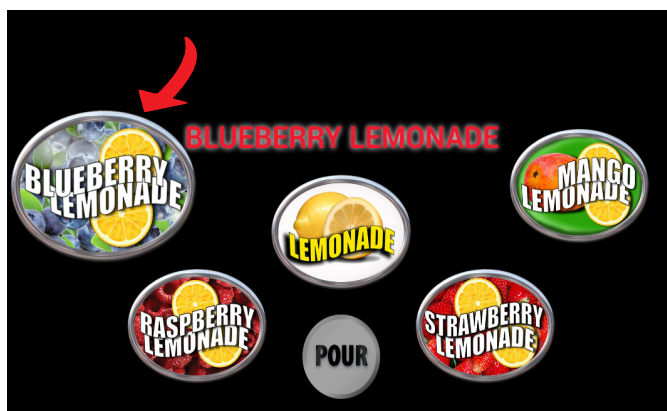 BLUEBERRY LEMONADE
BLUEBERRY
LEMONADE
MANGO
LEMONADE
LEMONADE
RASPBERRY
LEMONADE
STRAWBERRY
LEMONADE
POUR